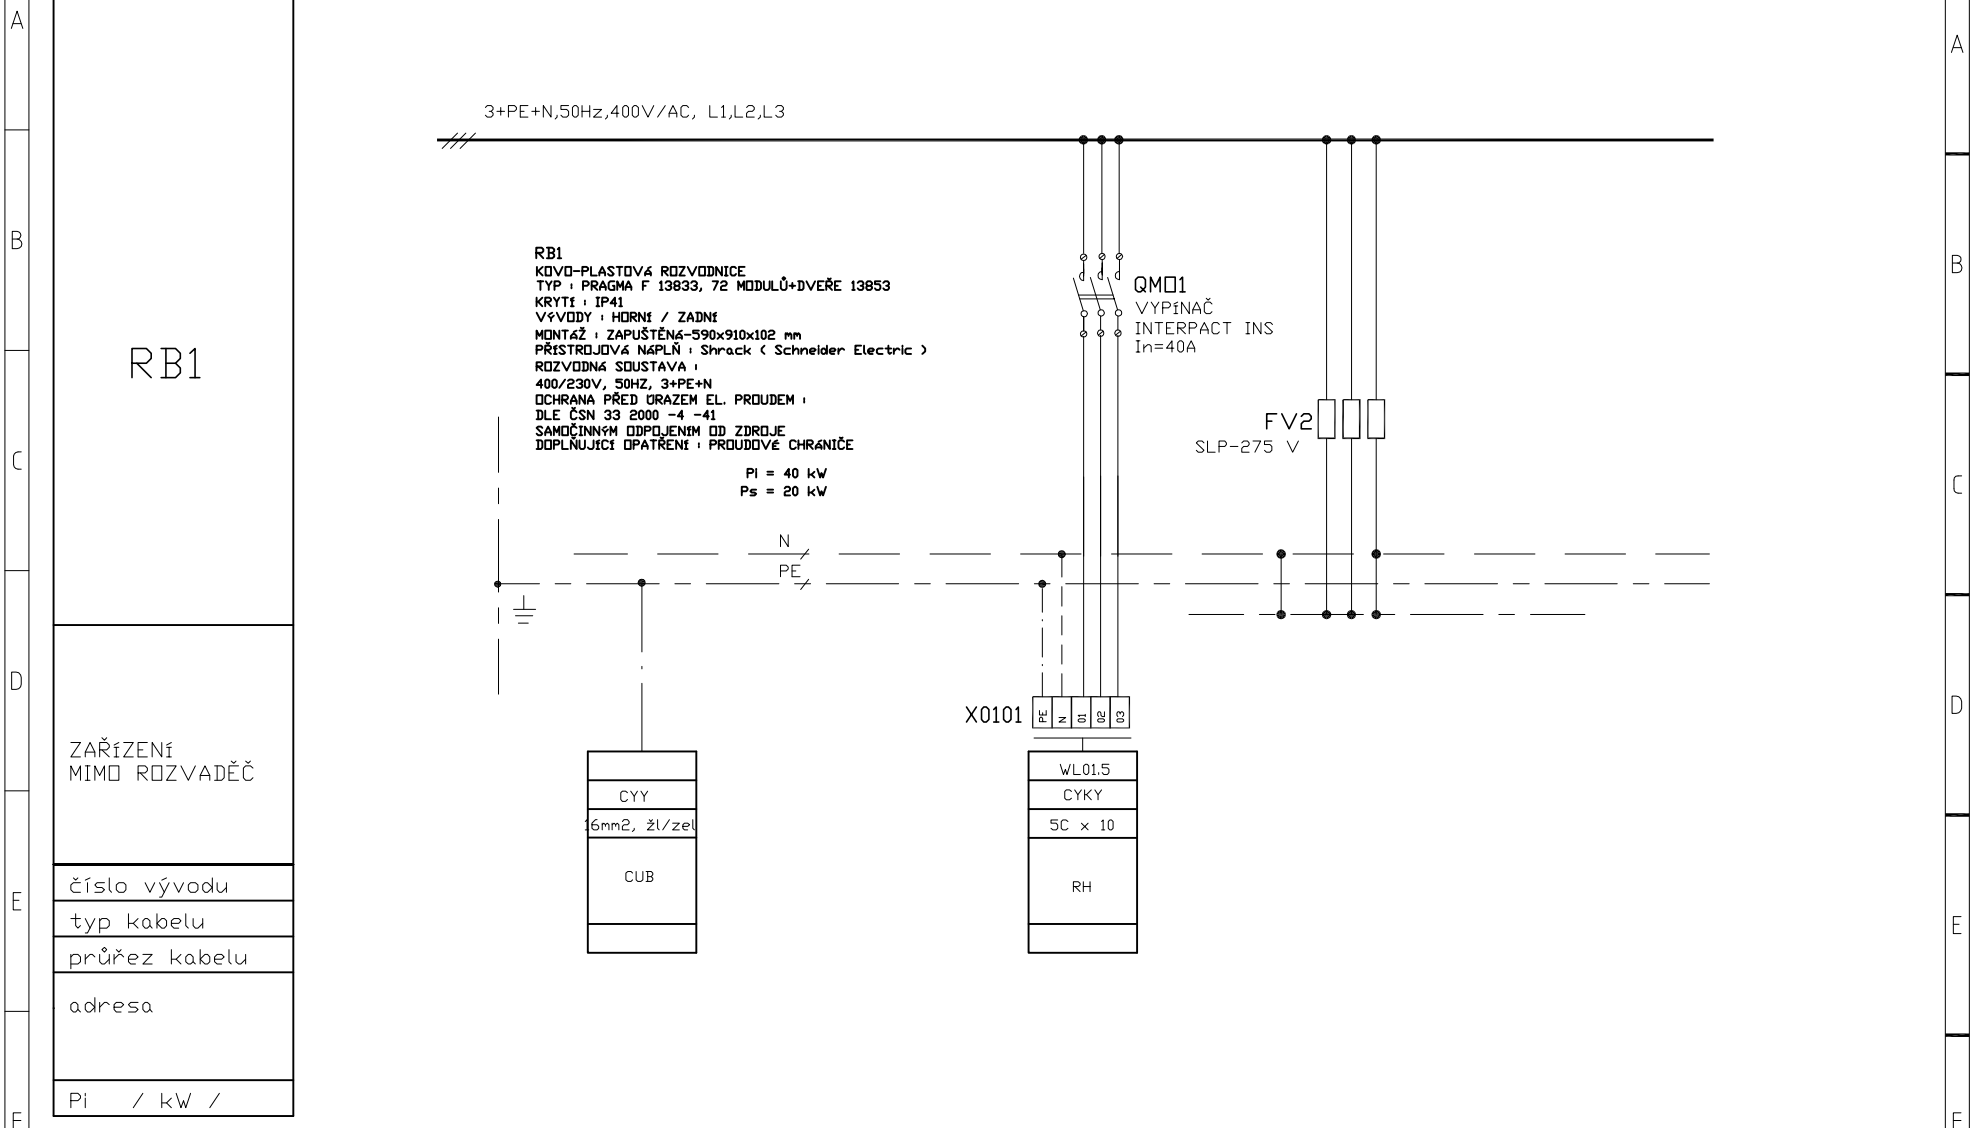 A
A
3+PE+N,50Hz,400V/AC, L1,L2,L3
B
B
RB1
RB1
KOVO-PLASTOVÁ ROZVODNICE
TYP : PRAGMA F 13833, 72 MODULŮ+DVEŘE 13853
KRYTÍ : IP41
VÝVODY : HORNÍ / ZADNÍ
MONTÁŽ : ZAPUŠTĚNÁ-590x910x102 mm
PŘÍSTROJOVÁ NÁPLŇ : Shrack ( Schneider Electric )
ROZVODNÁ SOUSTAVA :
400/230V, 50HZ, 3+PE+N
OCHRANA PŘED ÚRAZEM EL. PROUDEM :
DLE ČSN 33 2000 -4 -41
SAMOČINNÝM ODPOJENÍM OD ZDROJE
DOPLŇUJÍCÍ OPATŘENÍ : PROUDOVÉ CHRÁNIČE
Pi = 40 kW
Ps = 20 kW
QM01
VYPÍNAČ
INTERPACT INS
In=40A
FV2
SLP-275 V
C
C
N
PE
D
D
X0101
PE
N
01
02
03
ZAŘÍZENÍ
MIMO ROZVADĚČ
CYY
16mm2, žl/zel
CUB
WL01.5
CYKY
5C x 10
RH
číslo vývodu
typ kabelu
průřez kabelu
adresa
Pi / kW /
E
E
F
F